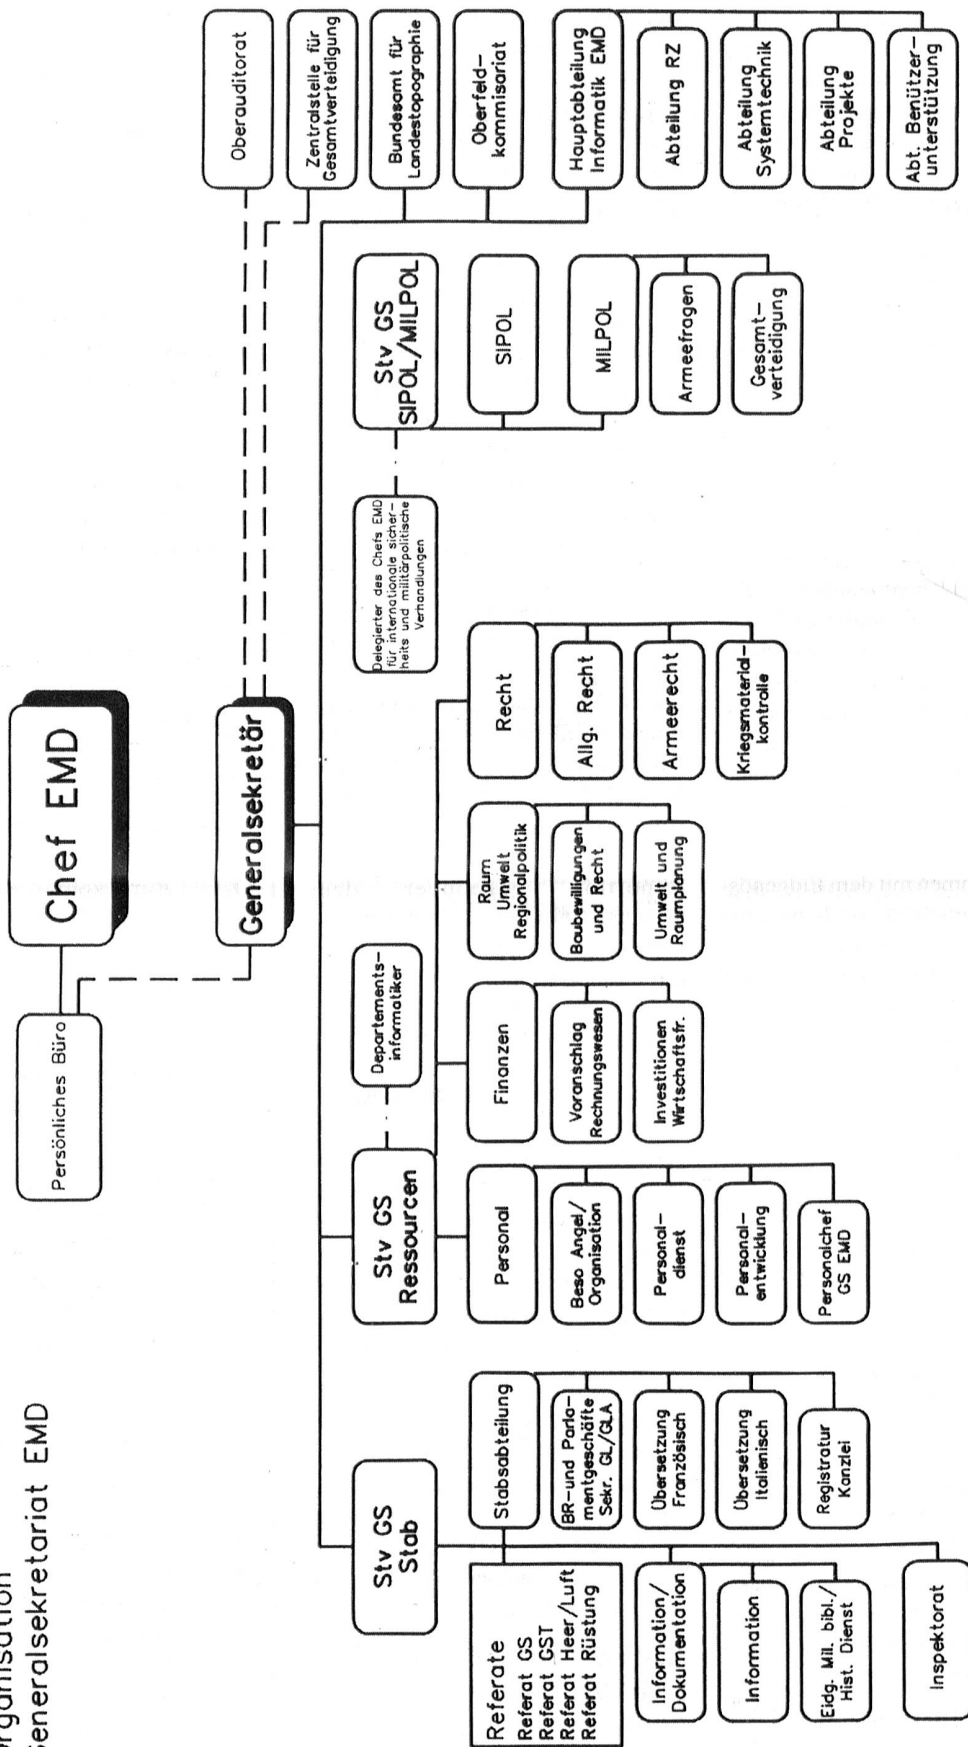 Organisation
Generalsekretariat EMD
Chef EMD
Persönliches Büro
Generalsekretär
Oberauditorat
Zentralstelle für
Gesamtverteidigung
Bundesamt für
Landestopographie
Oberfeld-
kommisariat
Hauptabteilung
Informatik EMD
Abteilung RZ
Abteilung
Systemtechnik
Abteilung
Projekte
Abt. Benützer-
unterstützung
Stv GS
Stab
Stabsabteilung
BR-und Parla-
mentgeschäfte
Sekr. GL/GLA
Übersetzung
Französisch
Übersetzung
Italienisch
Registratur
Kanzlei
Referate
Referat GS
Referat GST
Referat Heer/Luft
Referat Rüstung
Information/
Dokumentation
Information
Eidg. Mil. bibl./
Hist. Dienst
Inspektorat
Stv GS
Ressourcen
Departements-
informatiker
Personal
Beso Angel/
Organisation
Personal-
dienst
Personal-
entwicklung
Personalchef
GS EMD
Finanzen
Voranschlag
Rechnungswesen
Investitionen
Wirtschaftsfr.
Raum
Umwelt
Regionalpolitik
Baubewilligungen
und Recht
Umwelt und
Raumplanung
Recht
Allg. Recht
Armeerecht
Kriegsmaterial-
kontrolle
Delegierter des Chefs EMD
für internationale sicher-
heits und militärpolitische
Verhandlungen
Stv GS
SIPOL/MILPOL
SIPOL
MILPOL
Armeefragen
Gesamt-
verteidigung